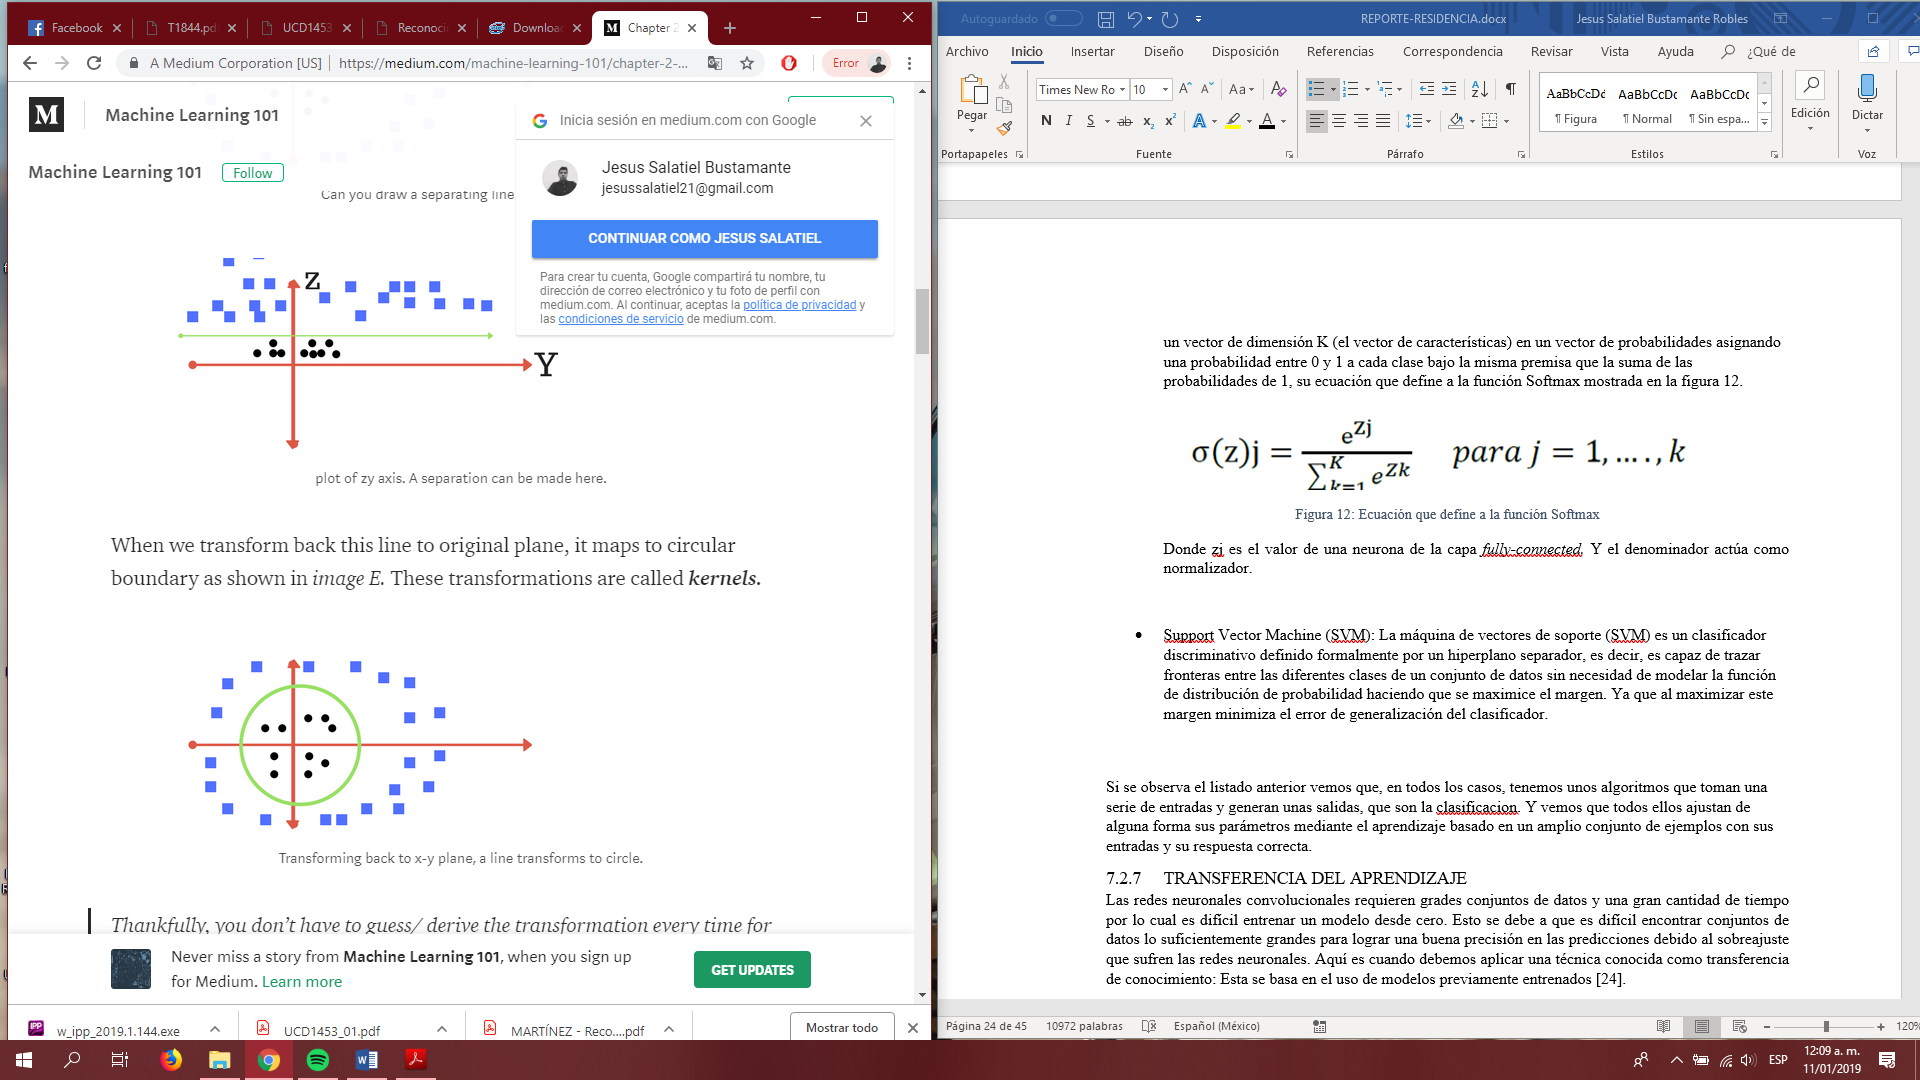 Facebook
T1844.pd
UCD1453
Reconoci
Downloa
Chapter 2
A Medium Corporation [US]
https://medium.com/machine-learning-101/chapter-2-...
Error
M
Machine Learning 101
Machine Learning 101
Follow
Inicia sesión en medium.com con Google
Jesus Salatiel Bustamante
jesussalatiel21@gmail.com
CONTINUAR COMO JESUS SALATIEL
Para crear tu cuenta, Google compartirá tu nombre, tu
dirección de correo electrónico y tu foto de perfil con
medium.com. Al continuar, aceptas la política de privacidad y
las condiciones de servicio de medium.com.
Can you draw a separating line
Z
Y
plot of zy axis. A separation can be made here.
When we transform back this line to original plane, it maps to circular
boundary as shown in image E. These transformations are called kernels.
Transforming back to x-y plane, a line transforms to circle.
Thankfully, you don't have to guess/ derive the transformation every time for
Never miss a story from Machine Learning 101, when you sign up
for Medium. Learn more
GET UPDATES
w_ipp_2019.1.144.exe
UCD1453_01.pdf
MARTÍNEZ - Reco....pdf
Mostrar todo
Autoguardado
REPORTE-RESIDENCIA.docx
Jesus Salatiel Bustamante Robles
Archivo
Inicio
Insertar
Diseño
Disposición
Referencias
Correspondencia
Revisar
Vista
Ayuda
¿Qué de
Pegar
Portapapeles
Times New Ro
10
N K S ab x₂ x²
Fuente
Párrafo
AaBbCcDc
AaBbCcDc
AaBbCcDc
¶ Figura
¶ Normal
¶ Sin espa...
Estilos
Edición
Dictar
Voz
un vector de dimensión K (el vector de características) en un vector de probabilidades asignando
una probabilidad entre 0 y 1 a cada clase bajo la misma premisa que la suma de las
probabilidades de 1, su ecuación que define a la función Softmax mostrada en la figura 12.
σ(z)j = e^Zj / ∑_{k=1}^K e^Zk para j = 1, … . , k
Figura 12: Ecuación que define a la función Softmax
Donde zj es el valor de una neurona de la capa fully-connected. Y el denominador actúa como
normalizador.
• Support Vector Machine (SVM): La máquina de vectores de soporte (SVM) es un clasificador
discriminativo definido formalmente por un hiperplano separador, es decir, es capaz de trazar
fronteras entre las diferentes clases de un conjunto de datos sin necesidad de modelar la función
de distribución de probabilidad haciendo que se maximice el margen. Ya que al maximizar este
margen minimiza el error de generalización del clasificador.
Si se observa el listado anterior vemos que, en todos los casos, tenemos unos algoritmos que toman una
serie de entradas y generan unas salidas, que son la clasificacion. Y vemos que todos ellos ajustan de
alguna forma sus parámetros mediante el aprendizaje basado en un amplio conjunto de ejemplos con sus
entradas y su respuesta correcta.
7.2.7 TRANSFERENCIA DEL APRENDIZAJE
Las redes neuronales convolucionales requieren grades conjuntos de datos y una gran cantidad de tiempo
por lo cual es difícil entrenar un modelo desde cero. Esto se debe a que es difícil encontrar conjuntos de
datos lo suficientemente grandes para lograr una buena precisión en las predicciones debido al sobreajuste
que sufren las redes neuronales. Aquí es cuando debemos aplicar una técnica conocida como transferencia
de conocimiento: Esta se basa en el uso de modelos previamente entrenados [24].
Página 24 de 45
10972 palabras
Español (México)
120%
ESP
12:09 a. m.
11/01/2019